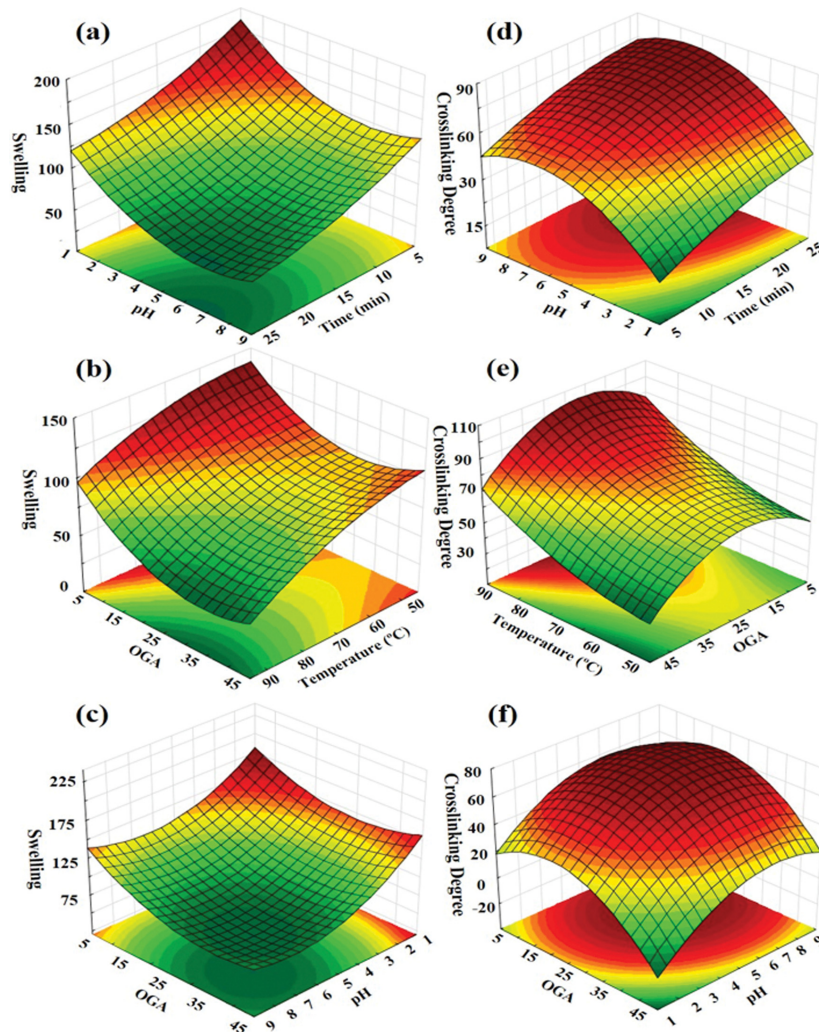 (a)
200
150
100
50
Swelling
1 2 3 4 5 6 7 8 9
pH
25 20 15 10 5
Time (min)
(d)
90
60
30
15
Crosslinking Degree
9 8 7 6 5 4 3 2 1
pH
5 10 15 20 25
Time (min)
(b)
150
100
50
0
Swelling
5 15 25 35 45
OGA
90 80 70 60 50
Temperature (ºC)
(e)
110
90
70
50
30
Crosslinking Degree
90 80 70 60 50
Temperature (ºC)
45 35 25 15 5
OGA
(c)
225
175
125
75
Swelling
5 15 25 35 45
OGA
9 8 7 6 5 4 3 2 1
pH
(f)
80
60
40
20
0
-20
Crosslinking Degree
5 15 25 35 45
OGA
1 2 3 4 5 6 7 8 9
pH